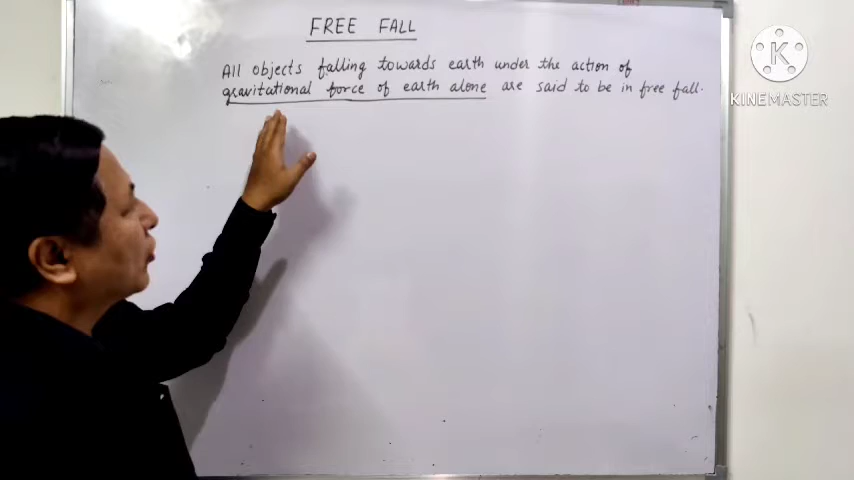 FREE FALL
All objects falling towards earth under the action of
gravitational force of earth alone are said to be in free fall.
K
KINEMASTER